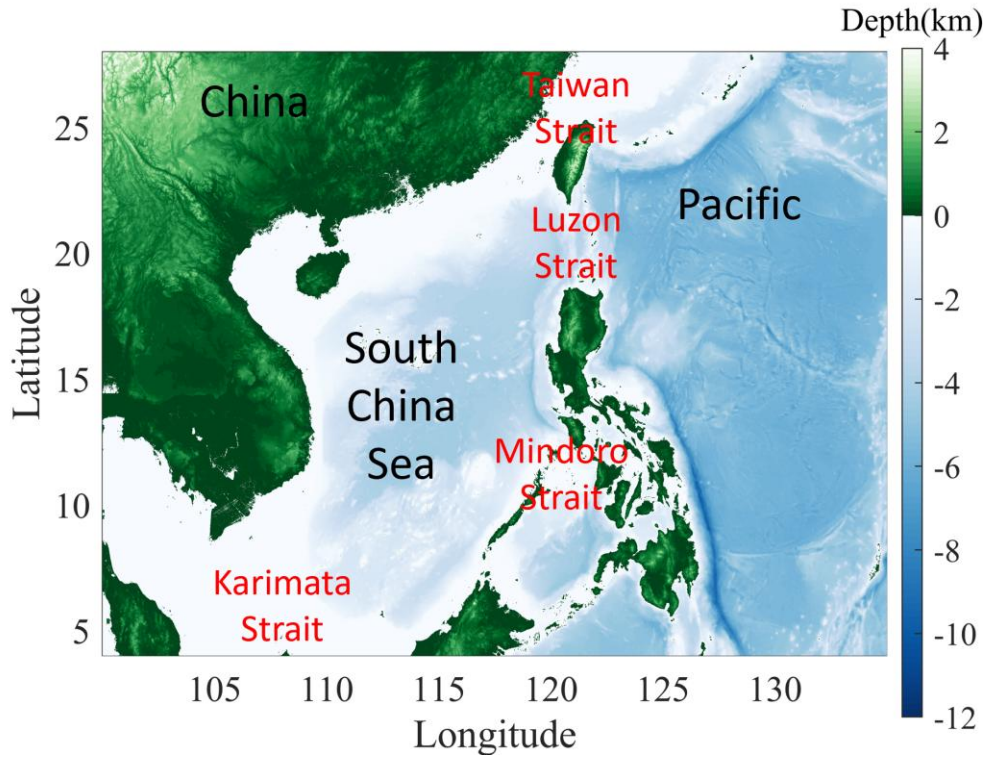 Depth(km)
China
Taiwan
Strait
Luzon
Strait
Pacific
South
China
Sea
Mindoro
Strait
Karimata
Strait
Latitude
25
20
15
10
5
105
110
115
120
125
130
Longitude
4
2
0
-2
-4
-6
-8
-10
-12